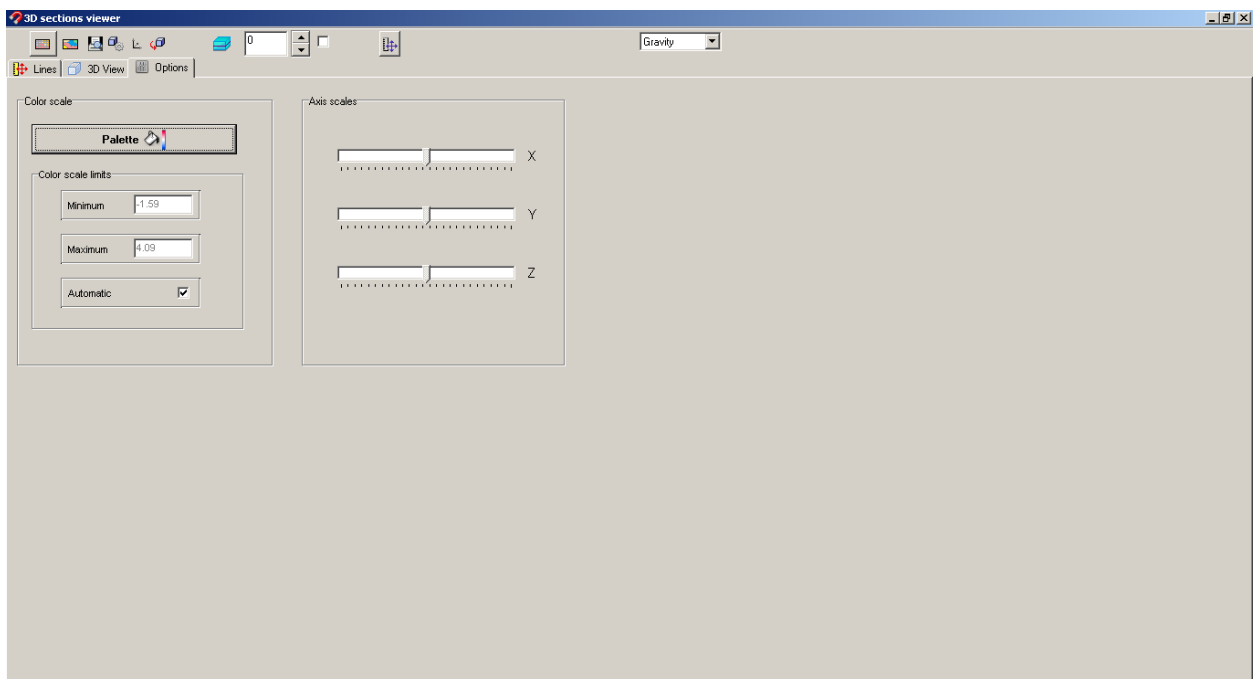 3D sections viewer
0
Gravity
Lines
3D View
Options
Color scale
Axis scales
Palette
X
Color scale limits
Minimum
-1.59
Y
Maximum
4.09
Z
Automatic